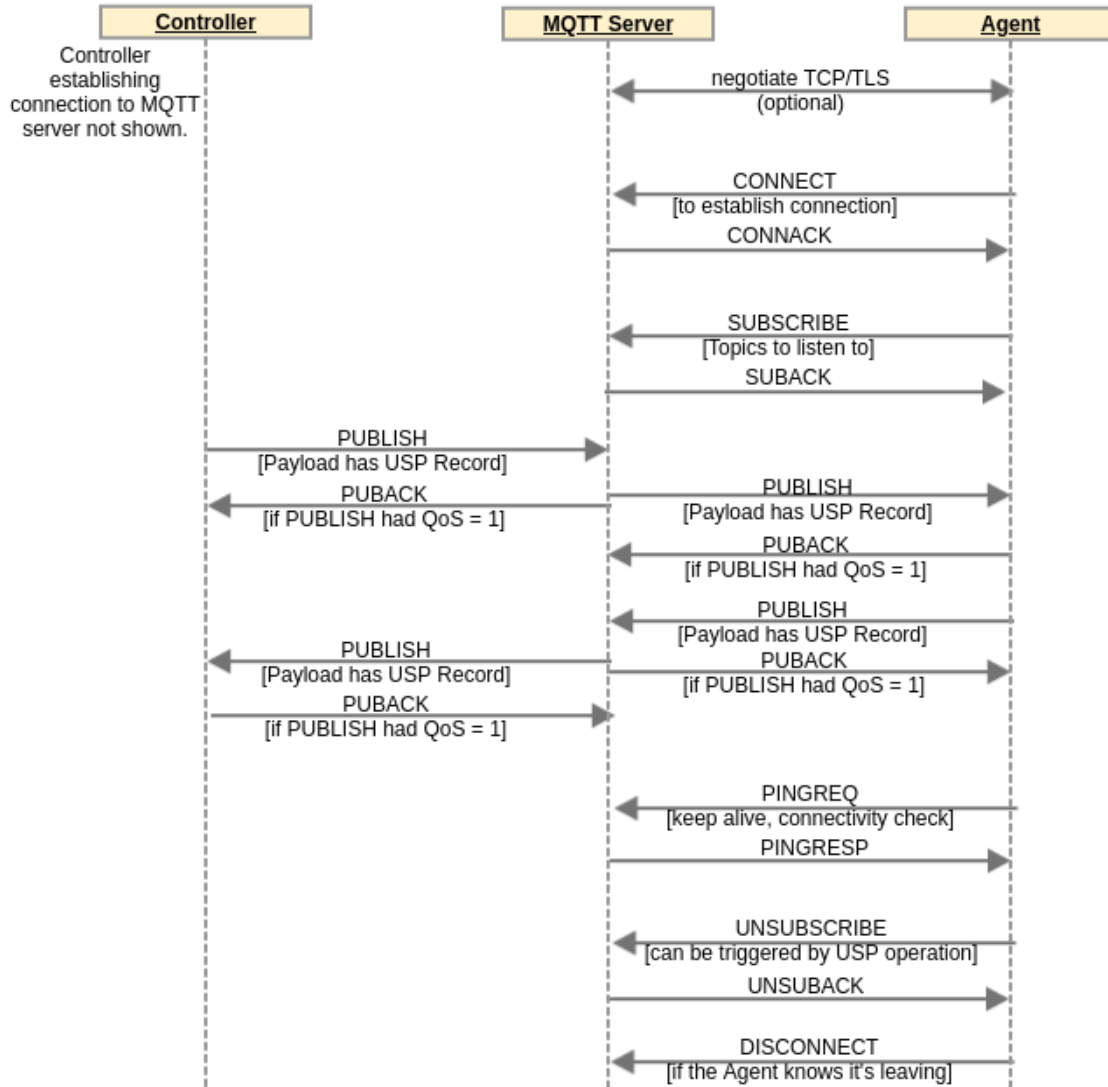 Controller
MQTT Server
Agent
Controller
establishing
connection to MQTT
server not shown.
negotiate TCP/TLS
(optional)
CONNECT
[to establish connection]
CONNACK
SUBSCRIBE
[Topics to listen to]
SUBACK
PUBLISH
[Payload has USP Record]
PUBACK
[if PUBLISH had QoS = 1]
PUBLISH
[Payload has USP Record]
PUBACK
[if PUBLISH had QoS = 1]
PUBLISH
[Payload has USP Record]
PUBLISH
[Payload has USP Record]
PUBACK
[if PUBLISH had QoS = 1]
PUBACK
[if PUBLISH had QoS = 1]
PINGREQ
[keep alive, connectivity check]
PINGRESP
UNSUBSCRIBE
[can be triggered by USP operation]
UNSUBACK
DISCONNECT
[if the Agent knows it's leaving]